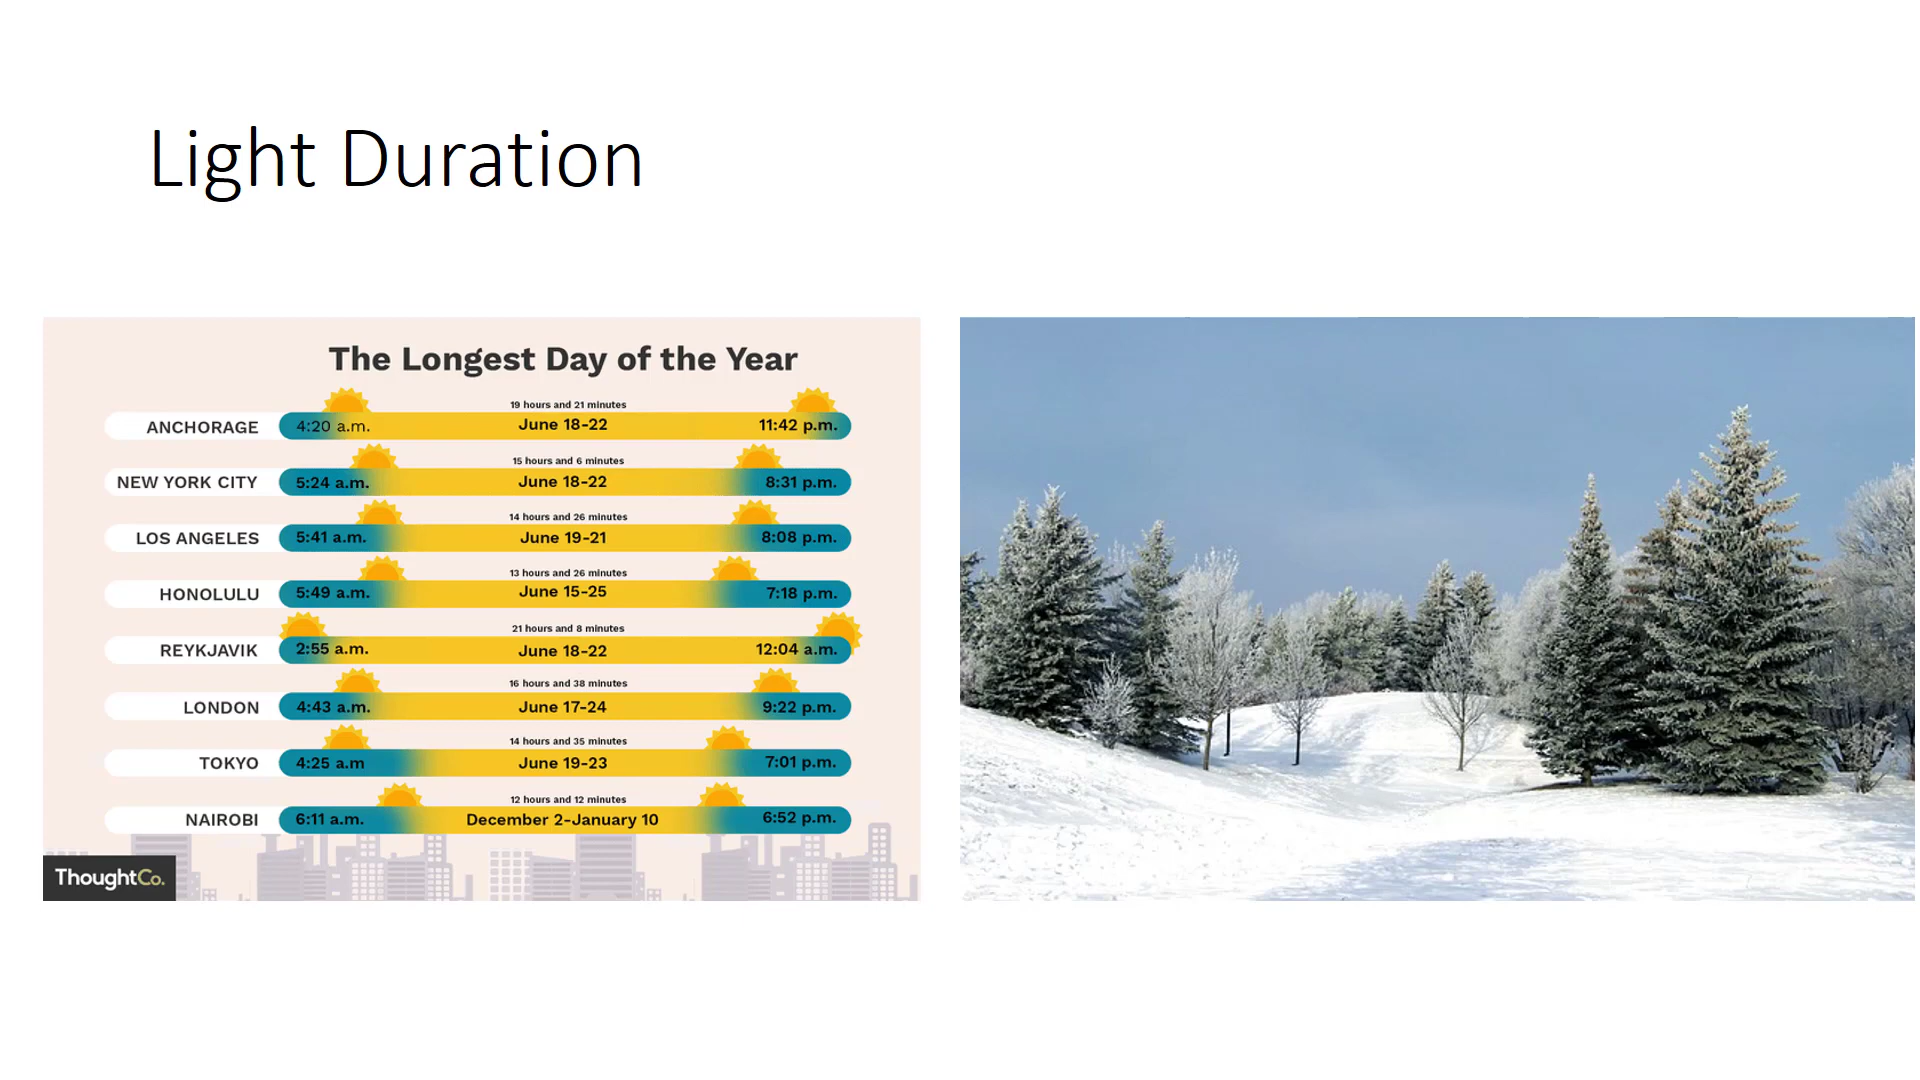 Light Duration
The Longest Day of the Year
19 hours and 21 minutes
ANCHORAGE 4:20 a.m. June 18-22 11:42 p.m.
15 hours and 6 minutes
NEW YORK CITY 5:24 a.m. June 18-22 8:31 p.m.
14 hours and 26 minutes
LOS ANGELES 5:41 a.m. June 19-21 8:08 p.m.
13 hours and 26 minutes
HONOLULU 5:49 a.m. June 15-25 7:18 p.m.
21 hours and 8 minutes
REYKJAVIK 2:55 a.m. June 18-22 12:04 a.m.
16 hours and 38 minutes
LONDON 4:43 a.m. June 17-24 9:22 p.m.
14 hours and 35 minutes
TOKYO 4:25 a.m June 19-23 7:01 p.m.
12 hours and 12 minutes
NAIROBI 6:11 a.m. December 2-January 10 6:52 p.m.
ThoughtCo.